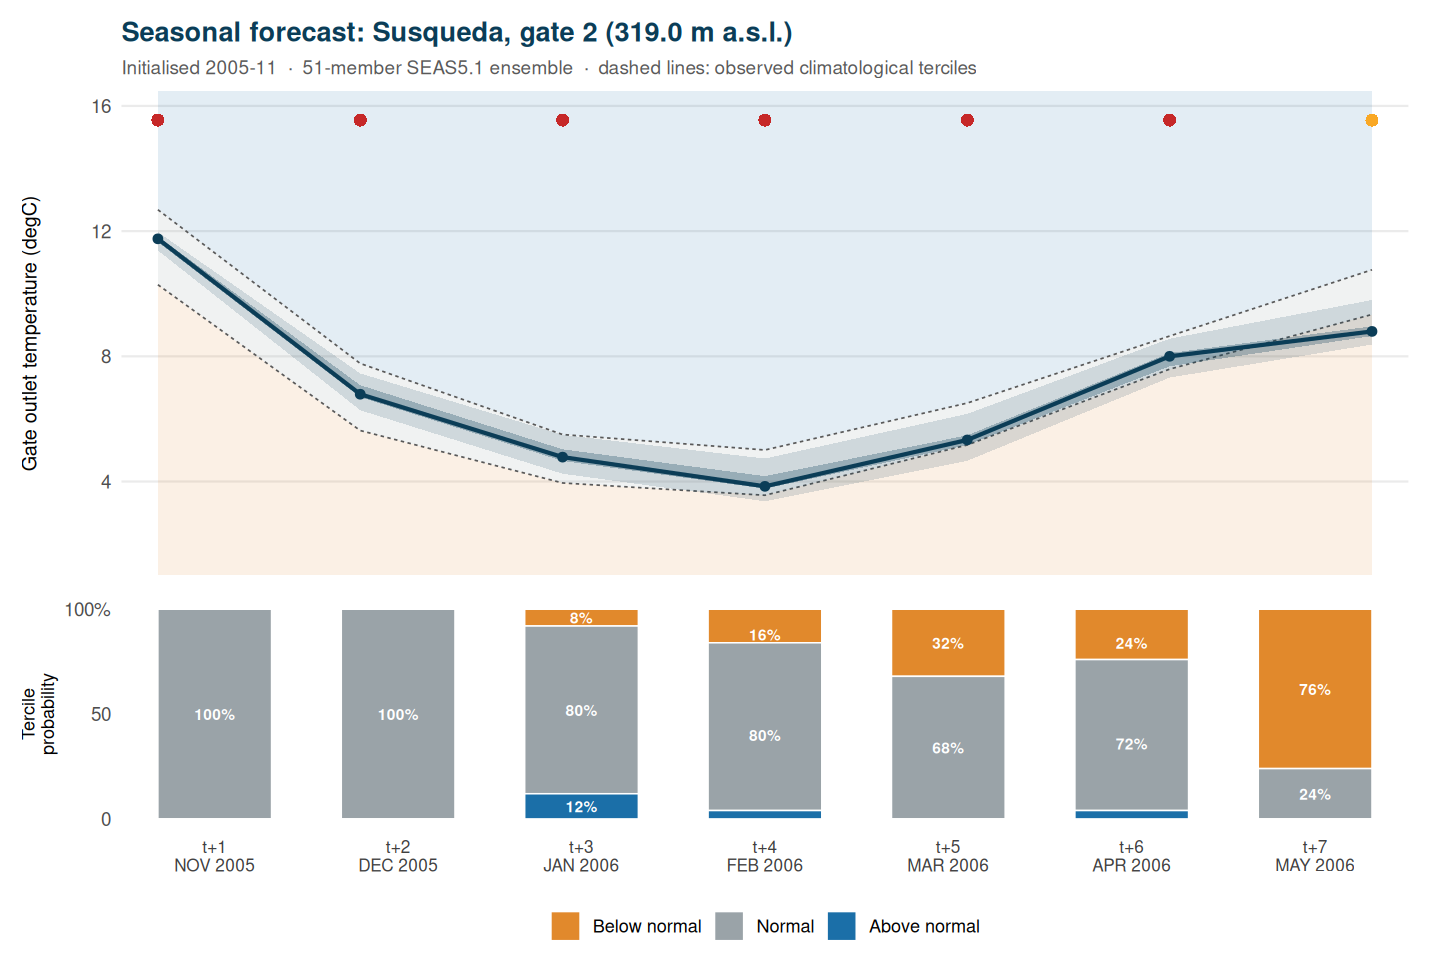 Seasonal forecast: Susqueda, gate 2 (319.0 m a.s.l.)
Initialised 2005-11 · 51-member SEAS5.1 ensemble · dashed lines: observed climatological terciles
Gate outlet temperature (degC)
16
12
8
4
Tercile
probability
100%
50
0
100%
100%
8%
80%
12%
16%
80%
32%
68%
24%
72%
76%
24%
t+1
NOV 2005
t+2
DEC 2005
t+3
JAN 2006
t+4
FEB 2006
t+5
MAR 2006
t+6
APR 2006
t+7
MAY 2006
Below normal
Normal
Above normal